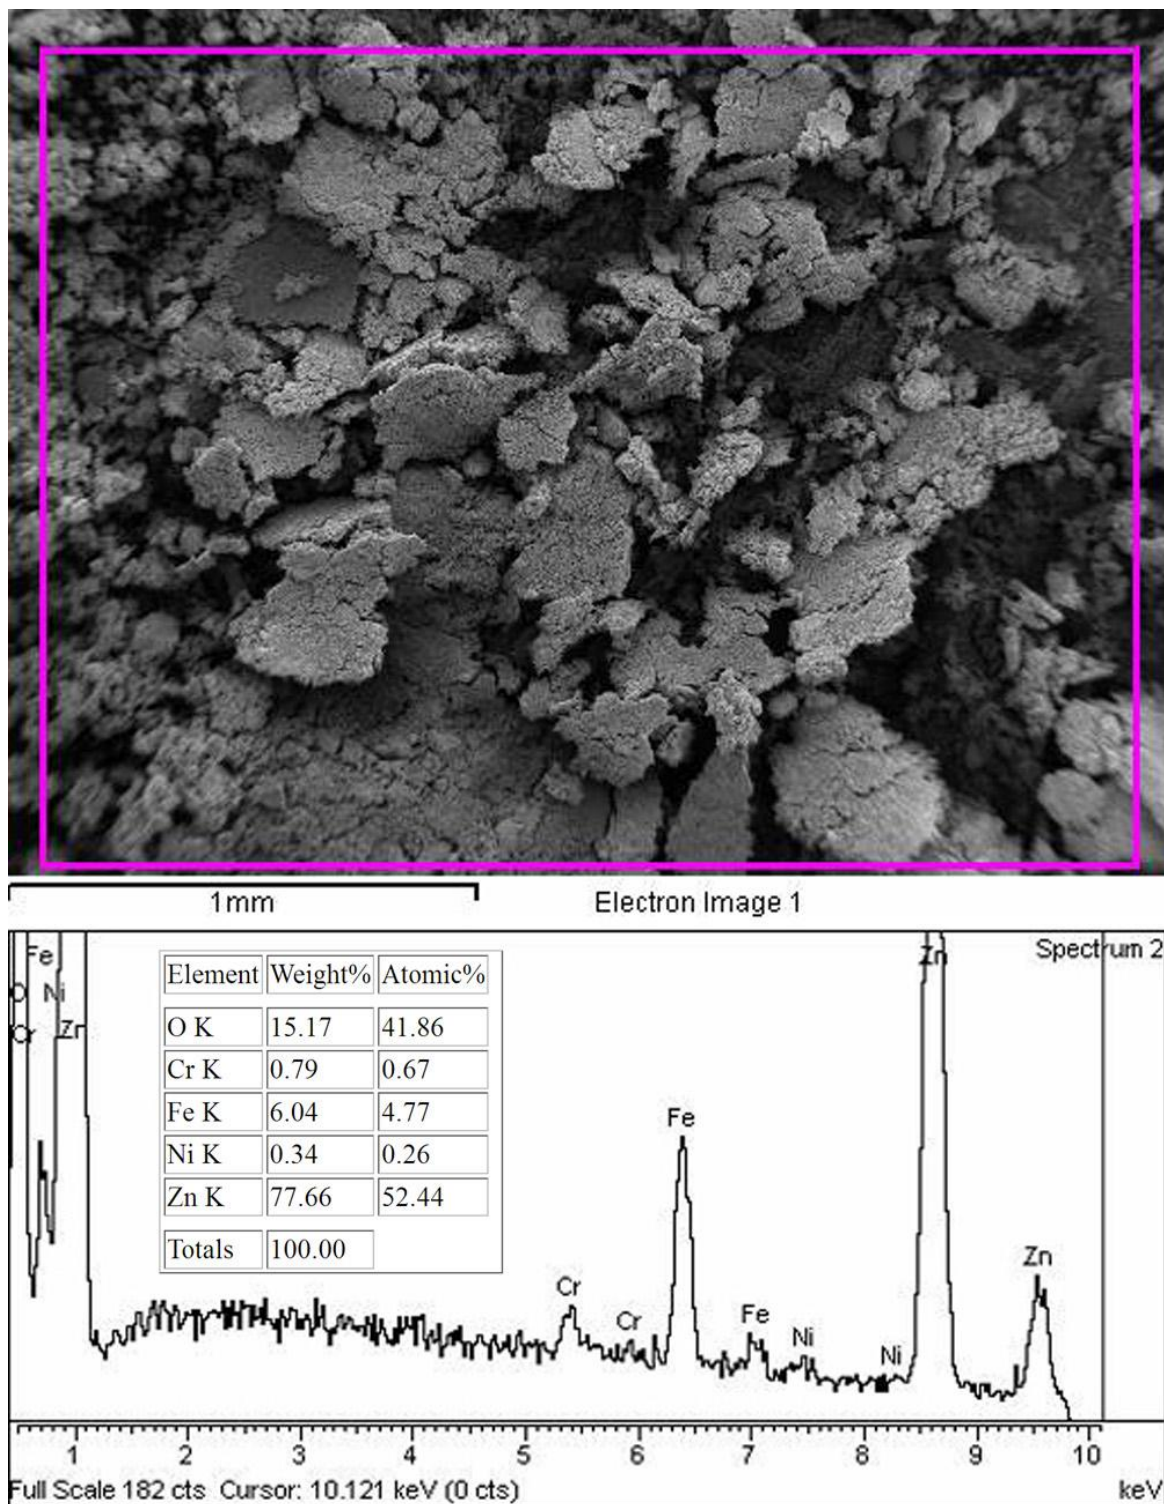 1mm Electron Image 1
Spectrum 2
Fe Zn
O Ni
Cr Zn
Element Weight% Atomic%
O K 15.17 41.86
Cr K 0.79 0.67
Fe K 6.04 4.77
Ni K 0.34 0.26
Zn K 77.66 52.44
Totals 100.00
Fe
Zn
Cr
Cr
Fe
Ni
Ni
1 2 3 4 5 6 7 8 9 10
Full Scale 182 cts Cursor: 10.121 keV (0 cts) keV